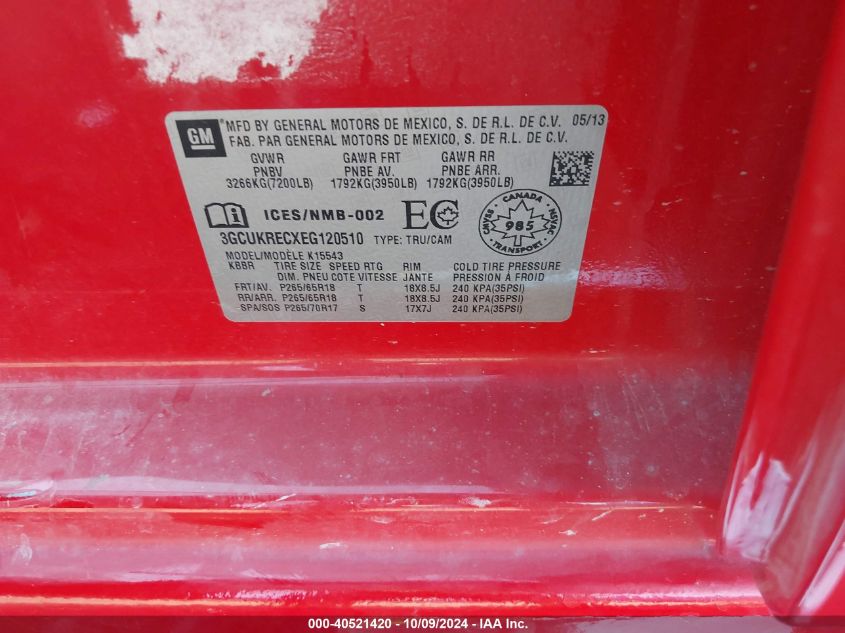 GM
MFD BY GENERAL MOTORS DE MEXICO, S. DE R.L. DE C.V. 05/13
FAB. PAR GENERAL MOTORS DE MEXICO, S. DE R.L. DE C.V.
GVWR GAWR FRT GAWR RR
PNBV PNBE AV. PNBE ARR.
3266KG(7200LB) 1792KG(3950LB) 1792KG(3950LB)
ICES/NMB-002 EC
CANADA
SVMC NSVAC
985
TRANSPORT
3GCUKRECXEG120510 TYPE: TRU/CAM
MODEL/MODÈLE K15543
KBBR TIRE SIZE SPEED RTG RIM COLD TIRE PRESSURE
DIM. PNEU COTE VITESSE JANTE PRESSION À FROID
FRT/AV. P265/65R18 T 18X8.5J 240 KPA(35PSI)
RR/ARR. P265/65R18 T 18X8.5J 240 KPA(35PSI)
SPA/SOS P265/70R17 S 17X7J 240 KPA(35PSI)
000-40521420 - 10/09/2024 - IAA Inc.